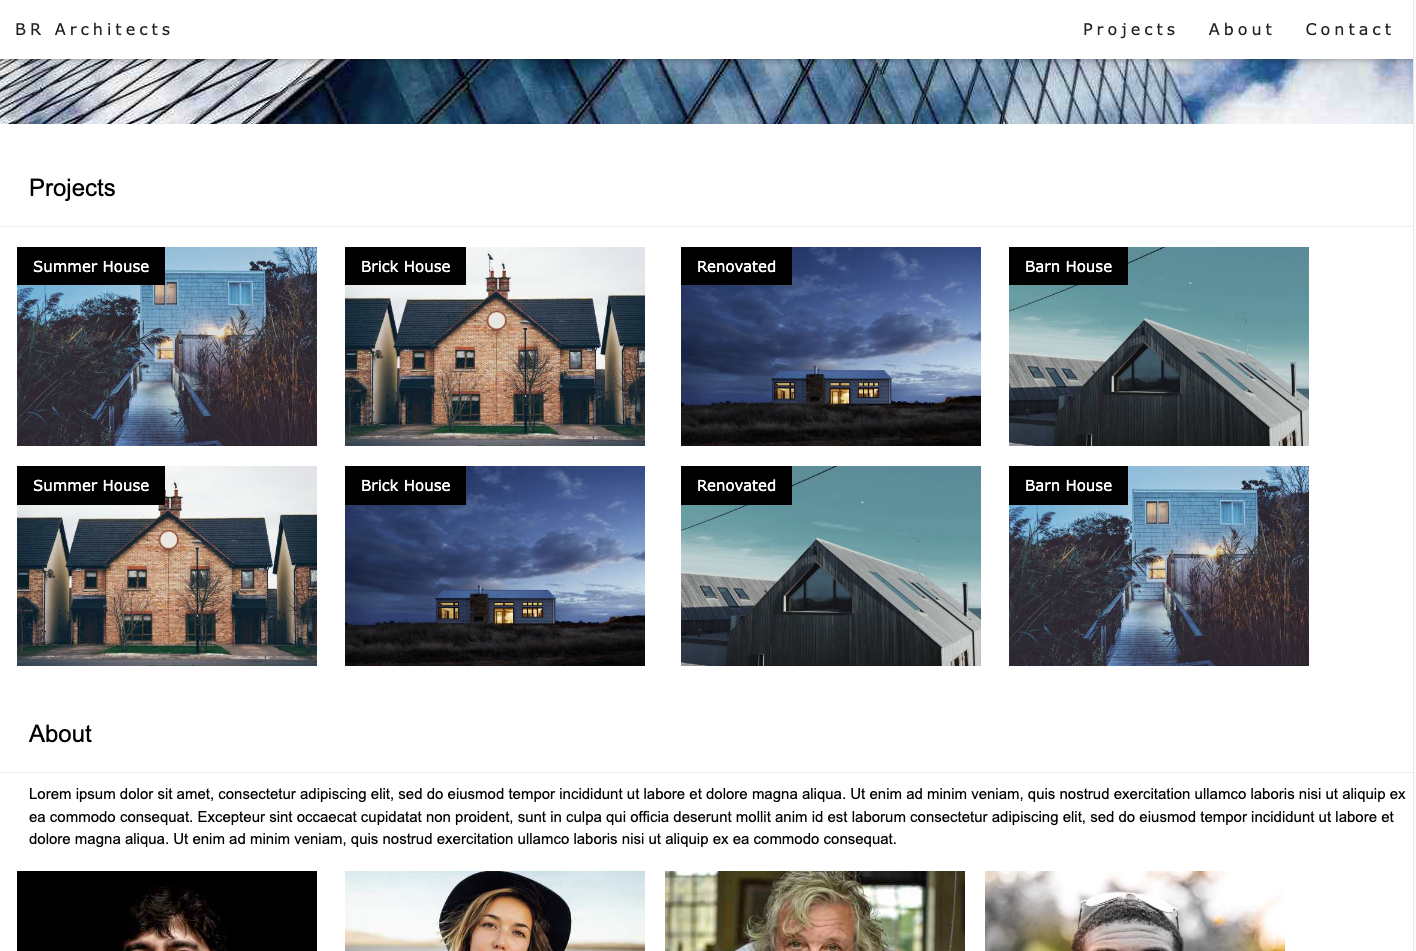 BR Architects
Projects About Contact
Projects
Summer House
Brick House
Renovated
Barn House
Summer House
Brick House
Renovated
Barn House
About
Lorem ipsum dolor sit amet, consectetur adipiscing elit, sed do eiusmod tempor incididunt ut labore et dolore magna aliqua. Ut enim ad minim veniam, quis nostrud exercitation ullamco laboris nisi ut aliquip ex
ea commodo consequat. Excepteur sint occaecat cupidatat non proident, sunt in culpa qui officia deserunt mollit anim id est laborum consectetur adipiscing elit, sed do eiusmod tempor incididunt ut labore et
dolore magna aliqua. Ut enim ad minim veniam, quis nostrud exercitation ullamco laboris nisi ut aliquip ex ea commodo consequat.